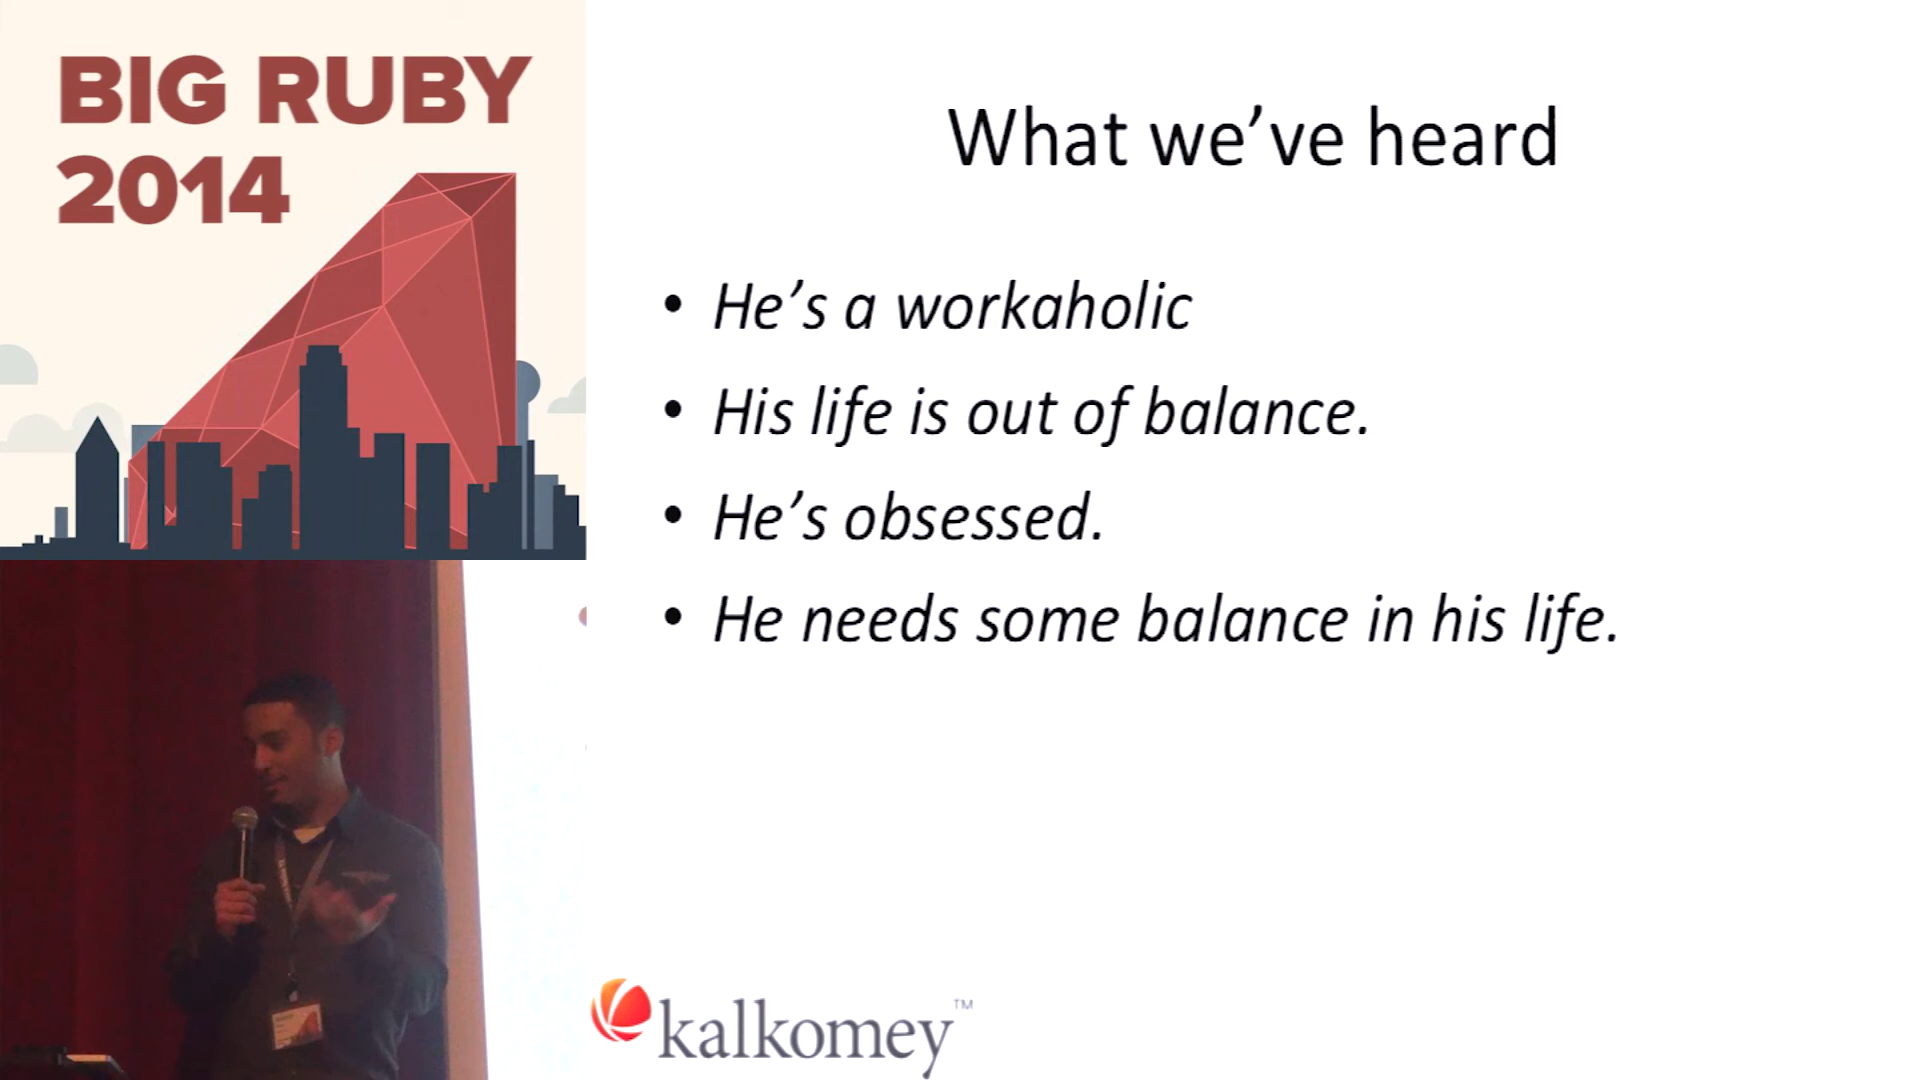 BIG RUBY
2014
What we’ve heard
• He’s a workaholic
• His life is out of balance.
• He’s obsessed.
• He needs some balance in his life.
kalkomey™